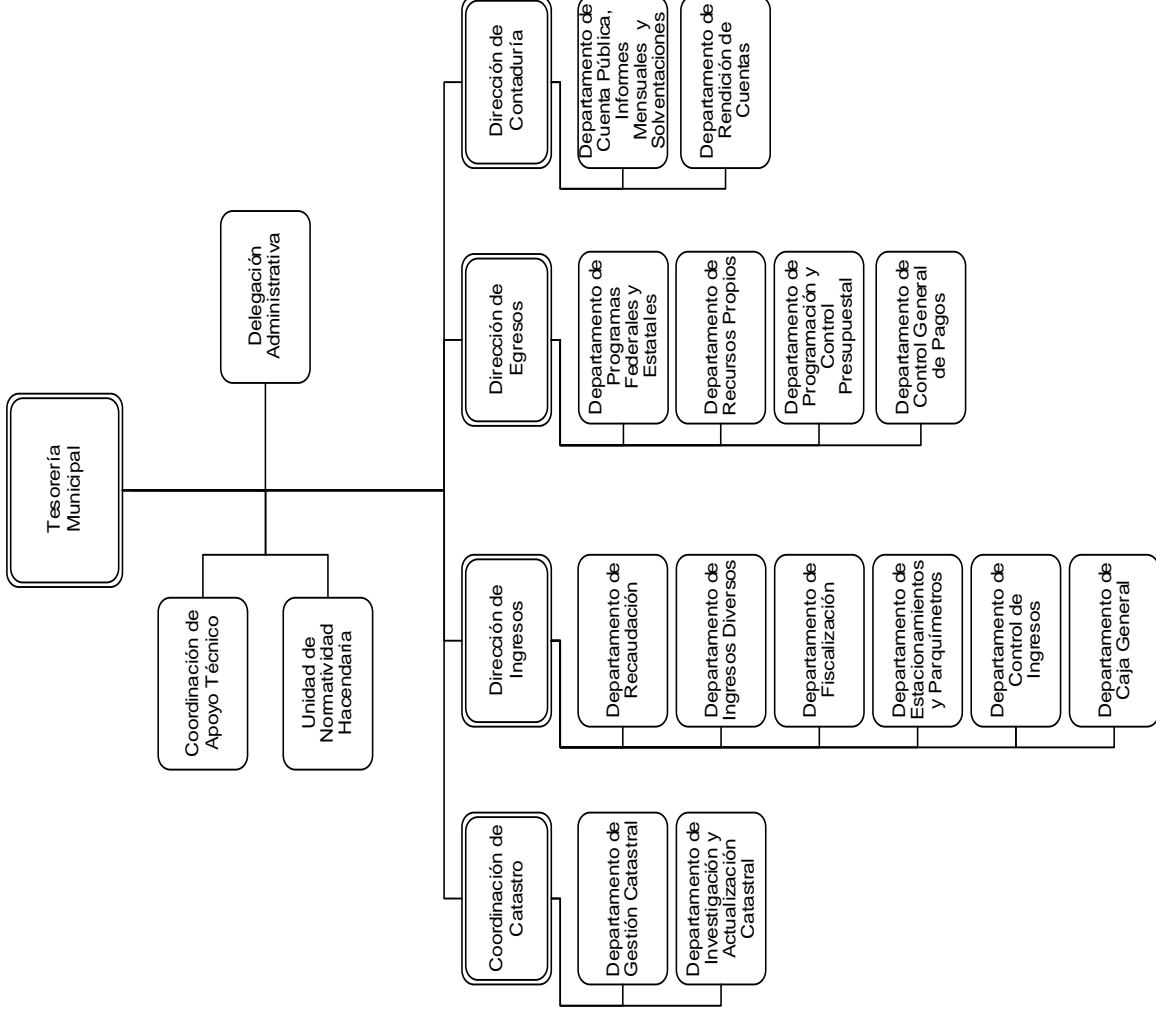 Tesorería
Municipal
Coordinación de
Apoyo Técnico
Unidad de
Normatividad
Hacendaria
Delegación
Administrativa
Coordinación de
Catastro
Departamento de
Gestión Catastral
Departamento de
Investigación y
Actualización
Catastral
Dirección de
Ingresos
Departamento de
Recaudación
Departamento de
Ingresos Diversos
Departamento de
Fiscalización
Departamento de
Estacionamientos
y Parquímetros
Departamento de
Control de
Ingresos
Departamento de
Caja General
Dirección de
Egresos
Departamento de
Programas
Federales y
Estatales
Departamento de
Recursos Propios
Departamento de
Programación y
Control
Presupuestal
Departamento de
Control General
de Pagos
Dirección de
Contaduría
Departamento de
Cuenta Pública,
Informes
Mensuales y
Solventaciones
Departamento de
Rendición de
Cuentas